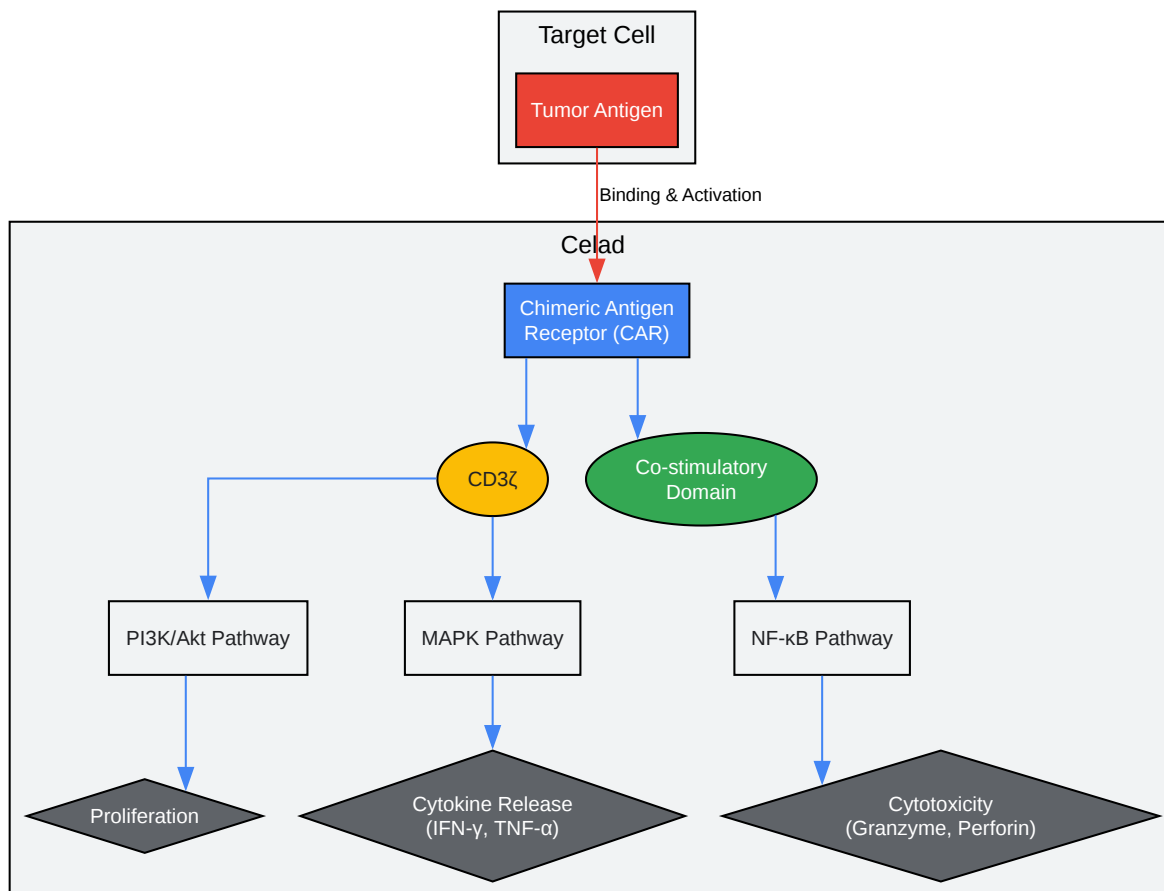 Target Cell
Tumor Antigen
Binding & Activation
Celad
Chimeric Antigen
Receptor (CAR)
CD3ζ
Co-stimulatory
Domain
PI3K/Akt Pathway
MAPK Pathway
NF-κB Pathway
Proliferation
Cytokine Release
(IFN-γ, TNF-α)
Cytotoxicity
(Granzyme, Perforin)